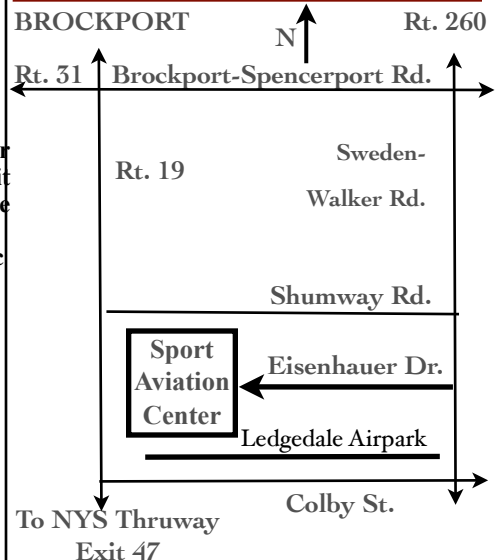 BROCKPORT
Rt. 260
N
Rt. 31
Brockport-Spencerport Rd.
Rt. 19
Sweden-
Walker Rd.
Shumway Rd.
Sport
Aviation
Center
Eisenhauer Dr.
Ledgedale Airpark
Colby St.
To NYS Thruway
Exit 47